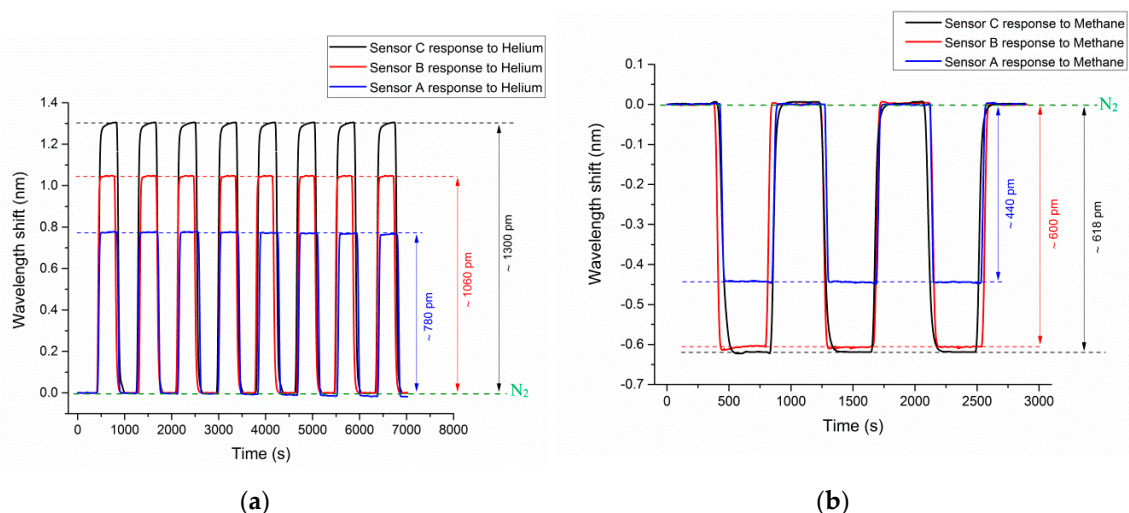 Sensor C response to Helium
Sensor B response to Helium
Sensor A response to Helium
1.4
1.2
1.0
0.8
0.6
0.4
0.2
0.0
Wavelength shift (nm)
~ 780 pm
~ 1060 pm
~ 1300 pm
N2
0 1000 2000 3000 4000 5000 6000 7000 8000
Time (s)
(a)
Sensor C response to Methane
Sensor B response to Methane
Sensor A response to Methane
0.1
0.0
-0.1
-0.2
-0.3
-0.4
-0.5
-0.6
-0.7
Wavelength shift (nm)
N2
~ 440 pm
~ 600 pm
~ 618 pm
0 500 1000 1500 2000 2500 3000
Time (s)
(b)